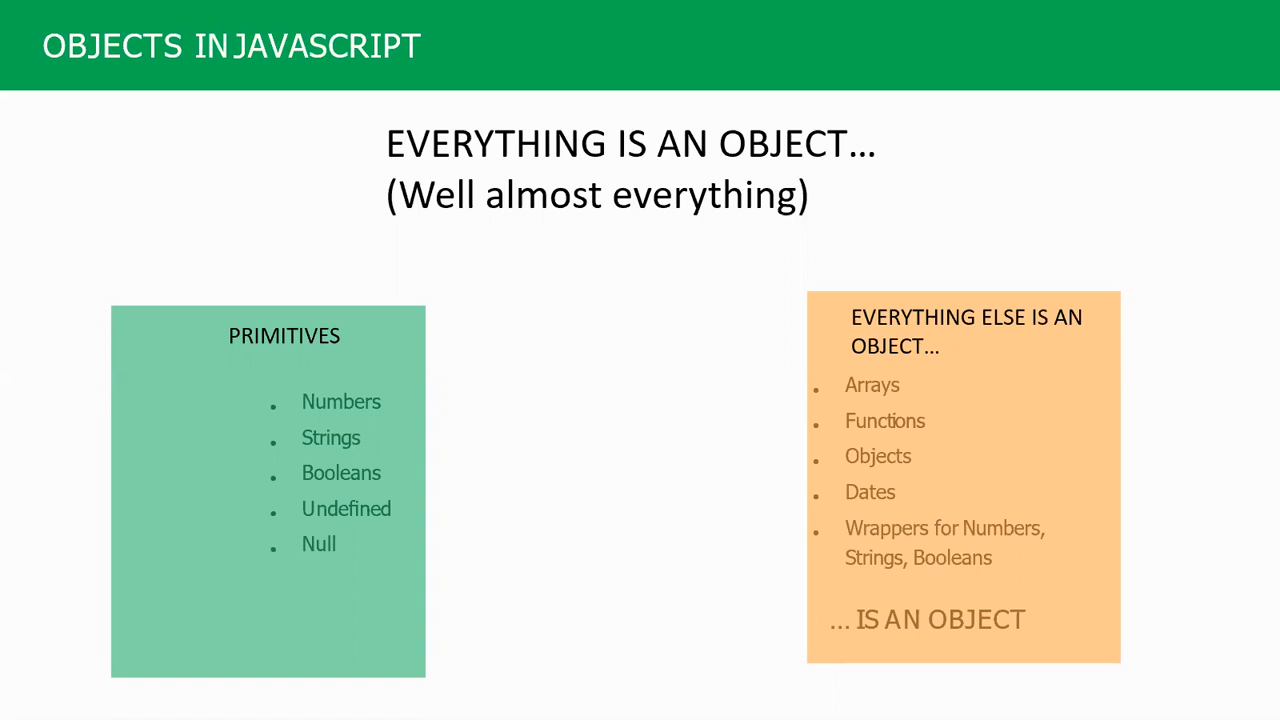 OBJECTS IN JAVASCRIPT
EVERYTHING IS AN OBJECT...
(Well almost everything)
PRIMITIVES
• Numbers
• Strings
• Booleans
• Undefined
• Null
EVERYTHING ELSE IS AN
OBJECT...
• Arrays
• Functions
• Objects
• Dates
• Wrappers for Numbers,
Strings, Booleans
... IS AN OBJECT